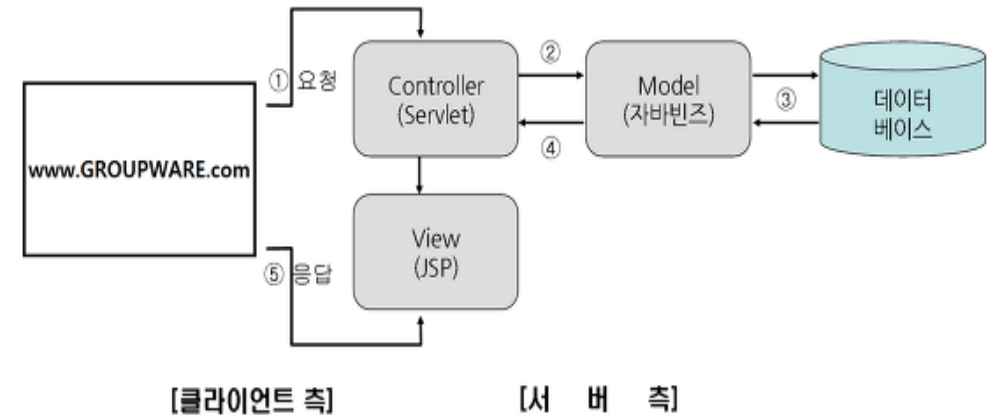 ① 요청
Controller
(Servlet)
②
④
Model
(자바빈즈)
③
데이터
베이스
www.GROUPWARE.com
View
(JSP)
⑤ 응답
[클라이언트 측]
[서 버 측]